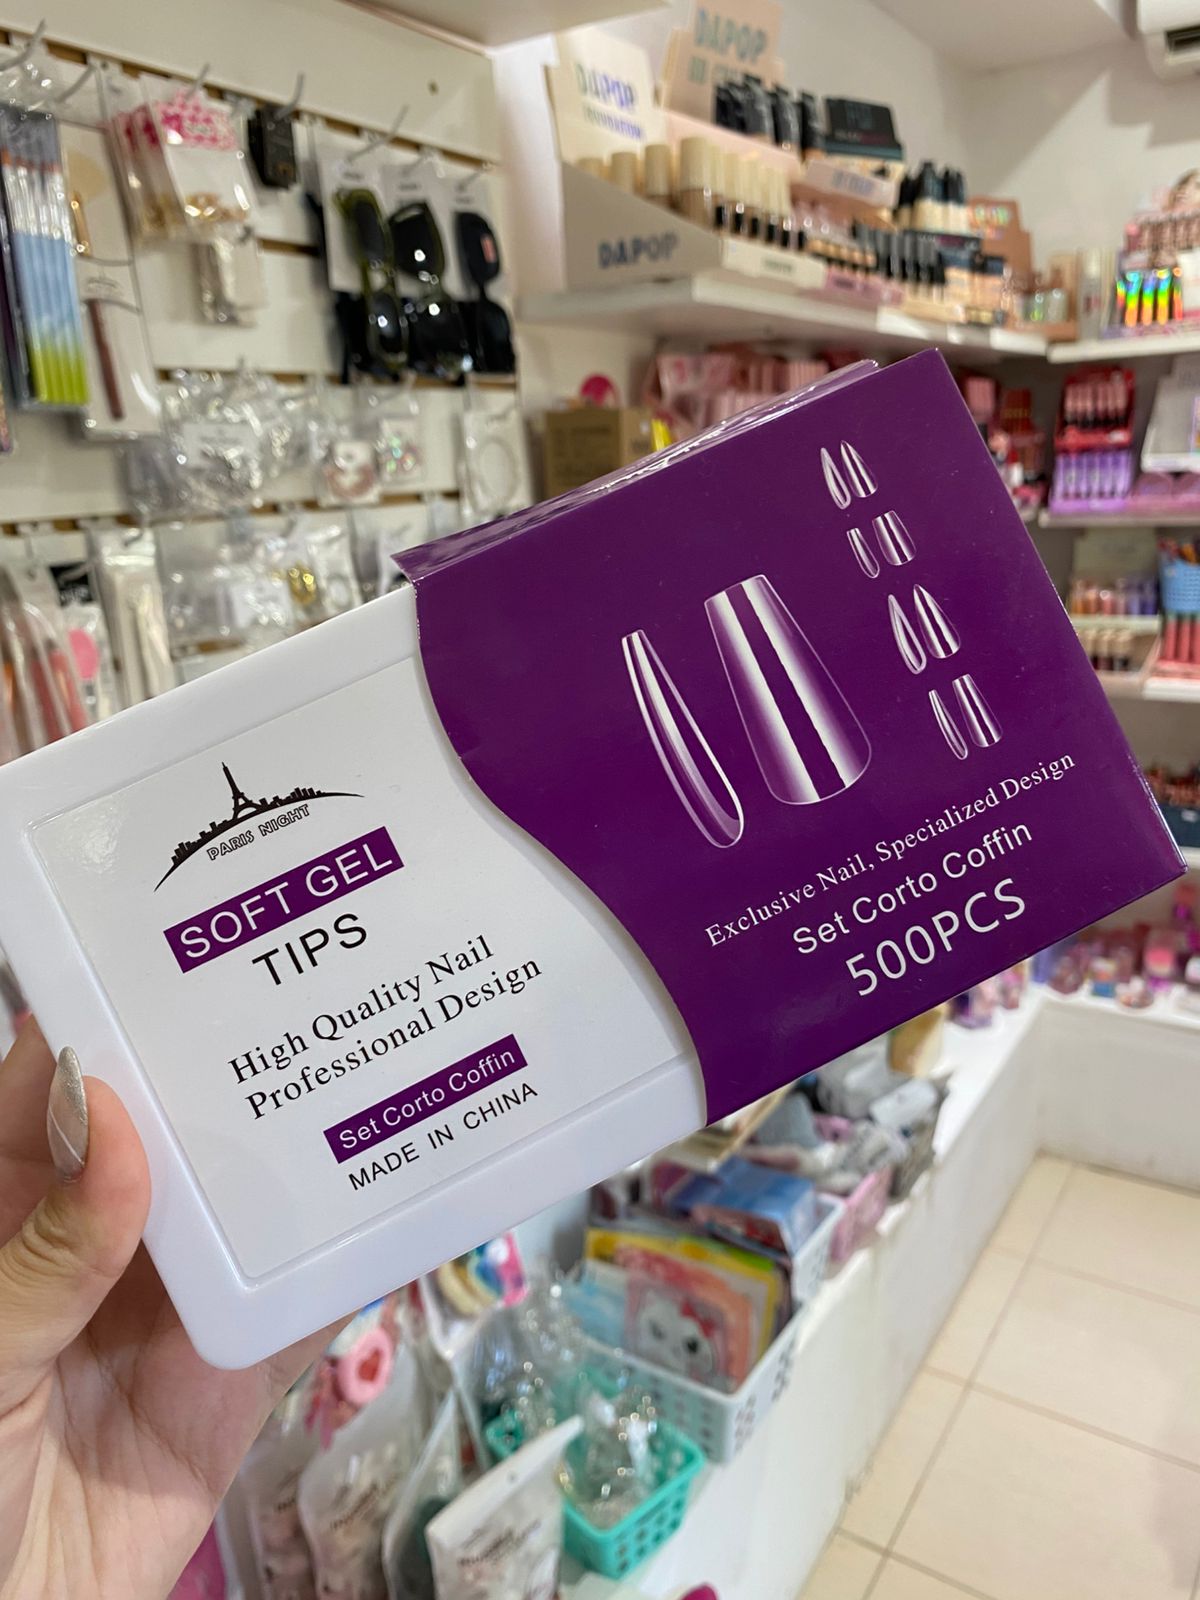 DAPOP
DAPOP
DAPOP
PARIS NIGHT
SOFT GEL
TIPS
High Quality Nail
Professional Design
Set Corto Coffin
MADE IN CHINA
Exclusive Nail, Specialized Design
Set Corto Coffin
500PCS